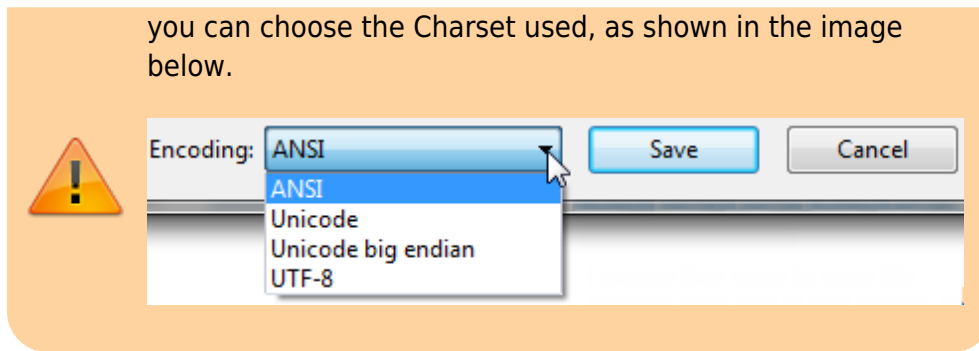 you can choose the Charset used, as shown in the image
below.
Encoding: ANSI Save Cancel
ANSI
Unicode
Unicode big endian
UTF-8